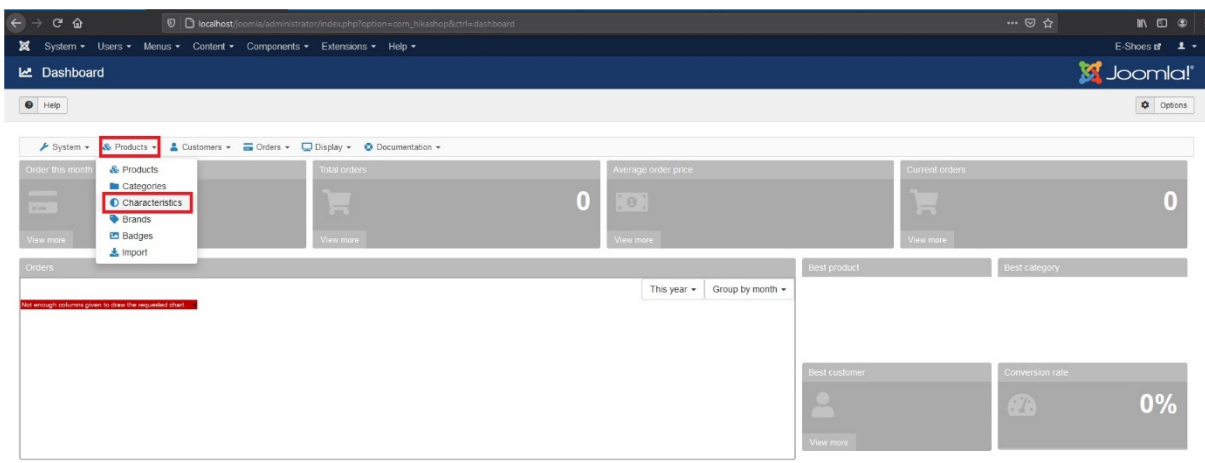 localhost/joomla/administrator/index.php?option=com_hikashop&ctrl=dashboard
System Users Menus Content Components Extensions Help E-Shoes
Dashboard Joomla!
Help Options
System Products Customers Orders Display Documentation
Order this month Total orders Average order price Current orders
Products
Categories
Characteristics
Brands
Badges
Import
0 0
View more View more View more View more
Orders Best product Best category
This year Group by month
Not enough columns given to draw the requested chart.
Best customer Conversion rate
0%
View more